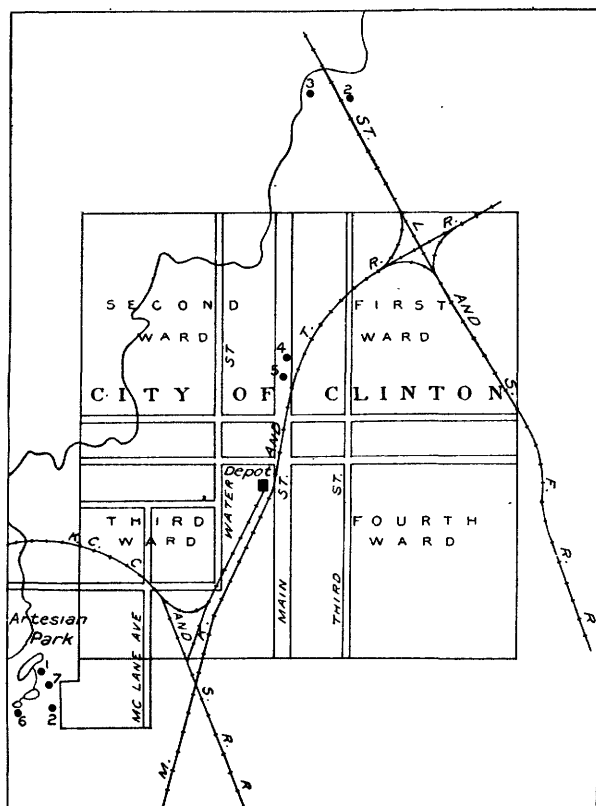 3
2
ST.
L.
AND
S.
F.
R.
R
R.
R.
T.
AND
K.
M.
SECOND
WARD
FIRST
WARD
ST
4
5
CITY OF CLINTON
Depot
WATER
ST.
MAIN
ST.
THIRD
THIRD
WARD
FOURTH
WARD
K.
C.
C.
AND
S.
R.
R
Artesian
Park
MC LANE AVE
1
7
6
2